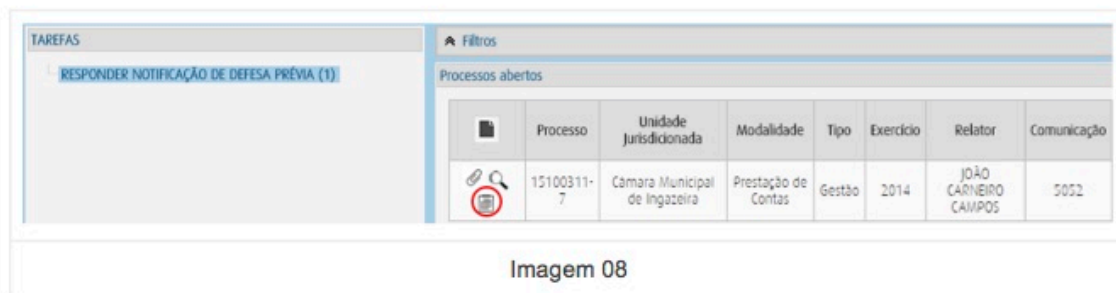 TAREFAS
RESPONDER NOTIFICAÇÃO DE DEFESA PRÉVIA (1)
Filtros
Processos abertos
Processo
Unidade
Jurisdicionada
Modalidade
Tipo
Exercício
Relator
Comunicação
15100311-
7
Câmara Municipal
de Ingazeira
Prestação de
Contas
Gestão
2014
JOÃO
CARNEIRO
CAMPOS
5052
Imagem 08